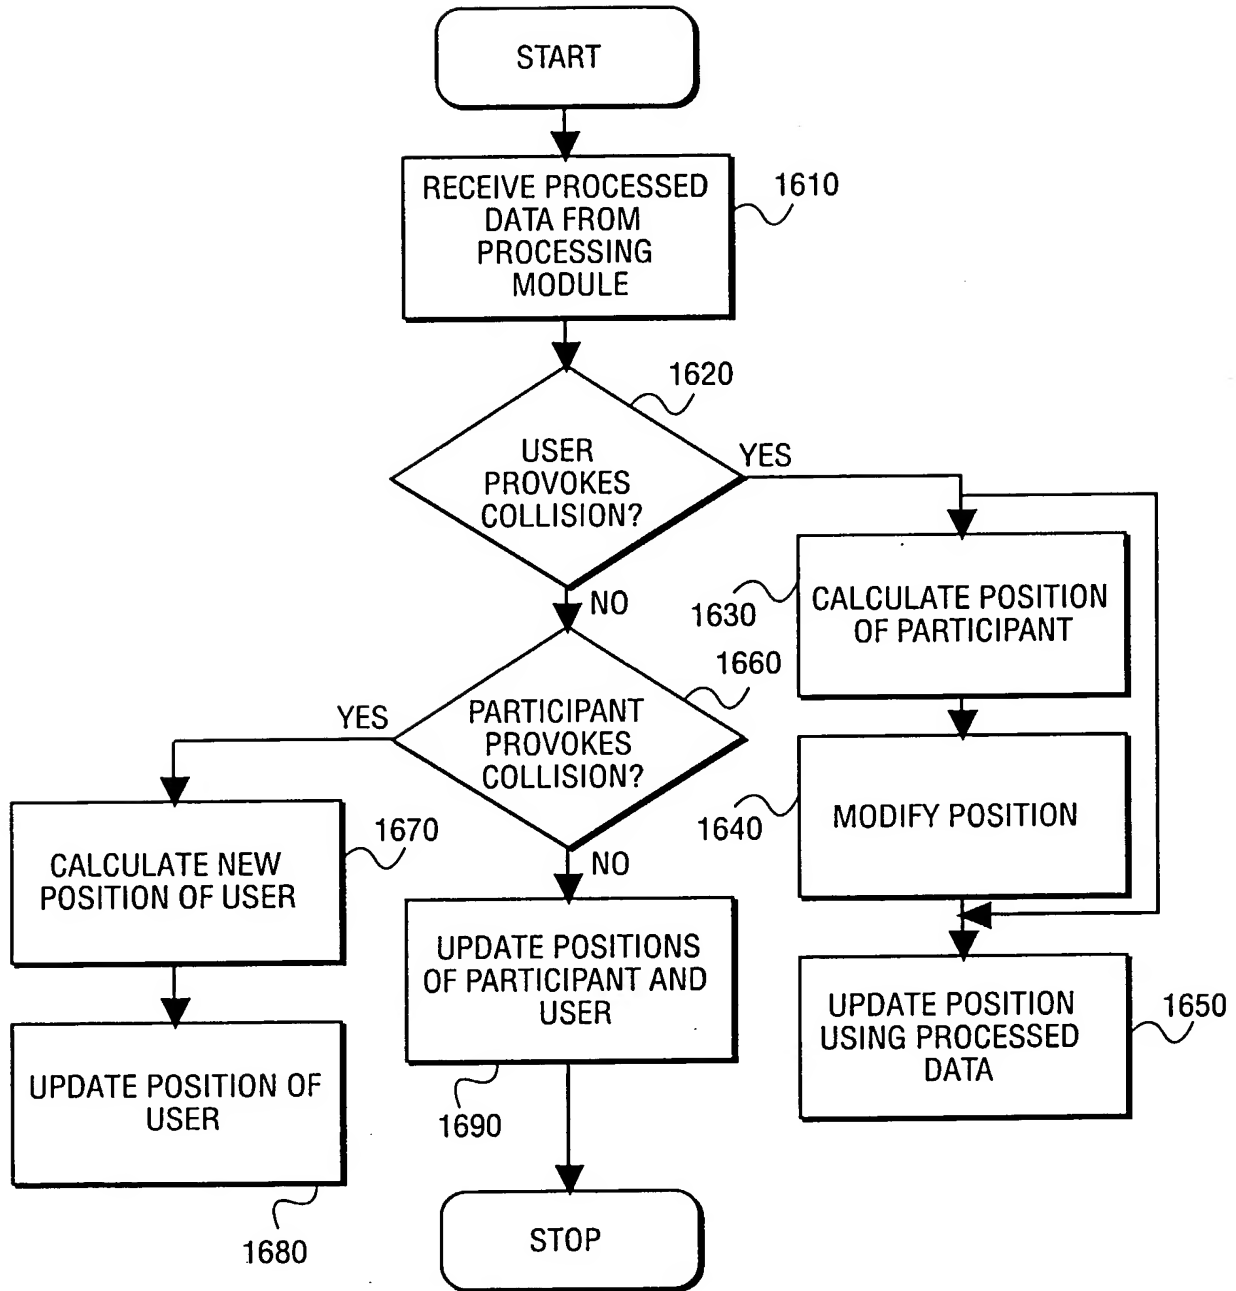 START
RECEIVE PROCESSED
DATA FROM
PROCESSING
MODULE
1610
1620
USER
PROVOKES
COLLISION?
YES
NO
CALCULATE POSITION
OF PARTICIPANT
1630
1660
PARTICIPANT
PROVOKES
COLLISION?
YES
NO
MODIFY POSITION
1640
CALCULATE NEW
POSITION OF USER
1670
UPDATE POSITIONS
OF PARTICIPANT AND
USER
1690
UPDATE POSITION
USING PROCESSED
DATA
1650
UPDATE POSITION OF
USER
1680
STOP